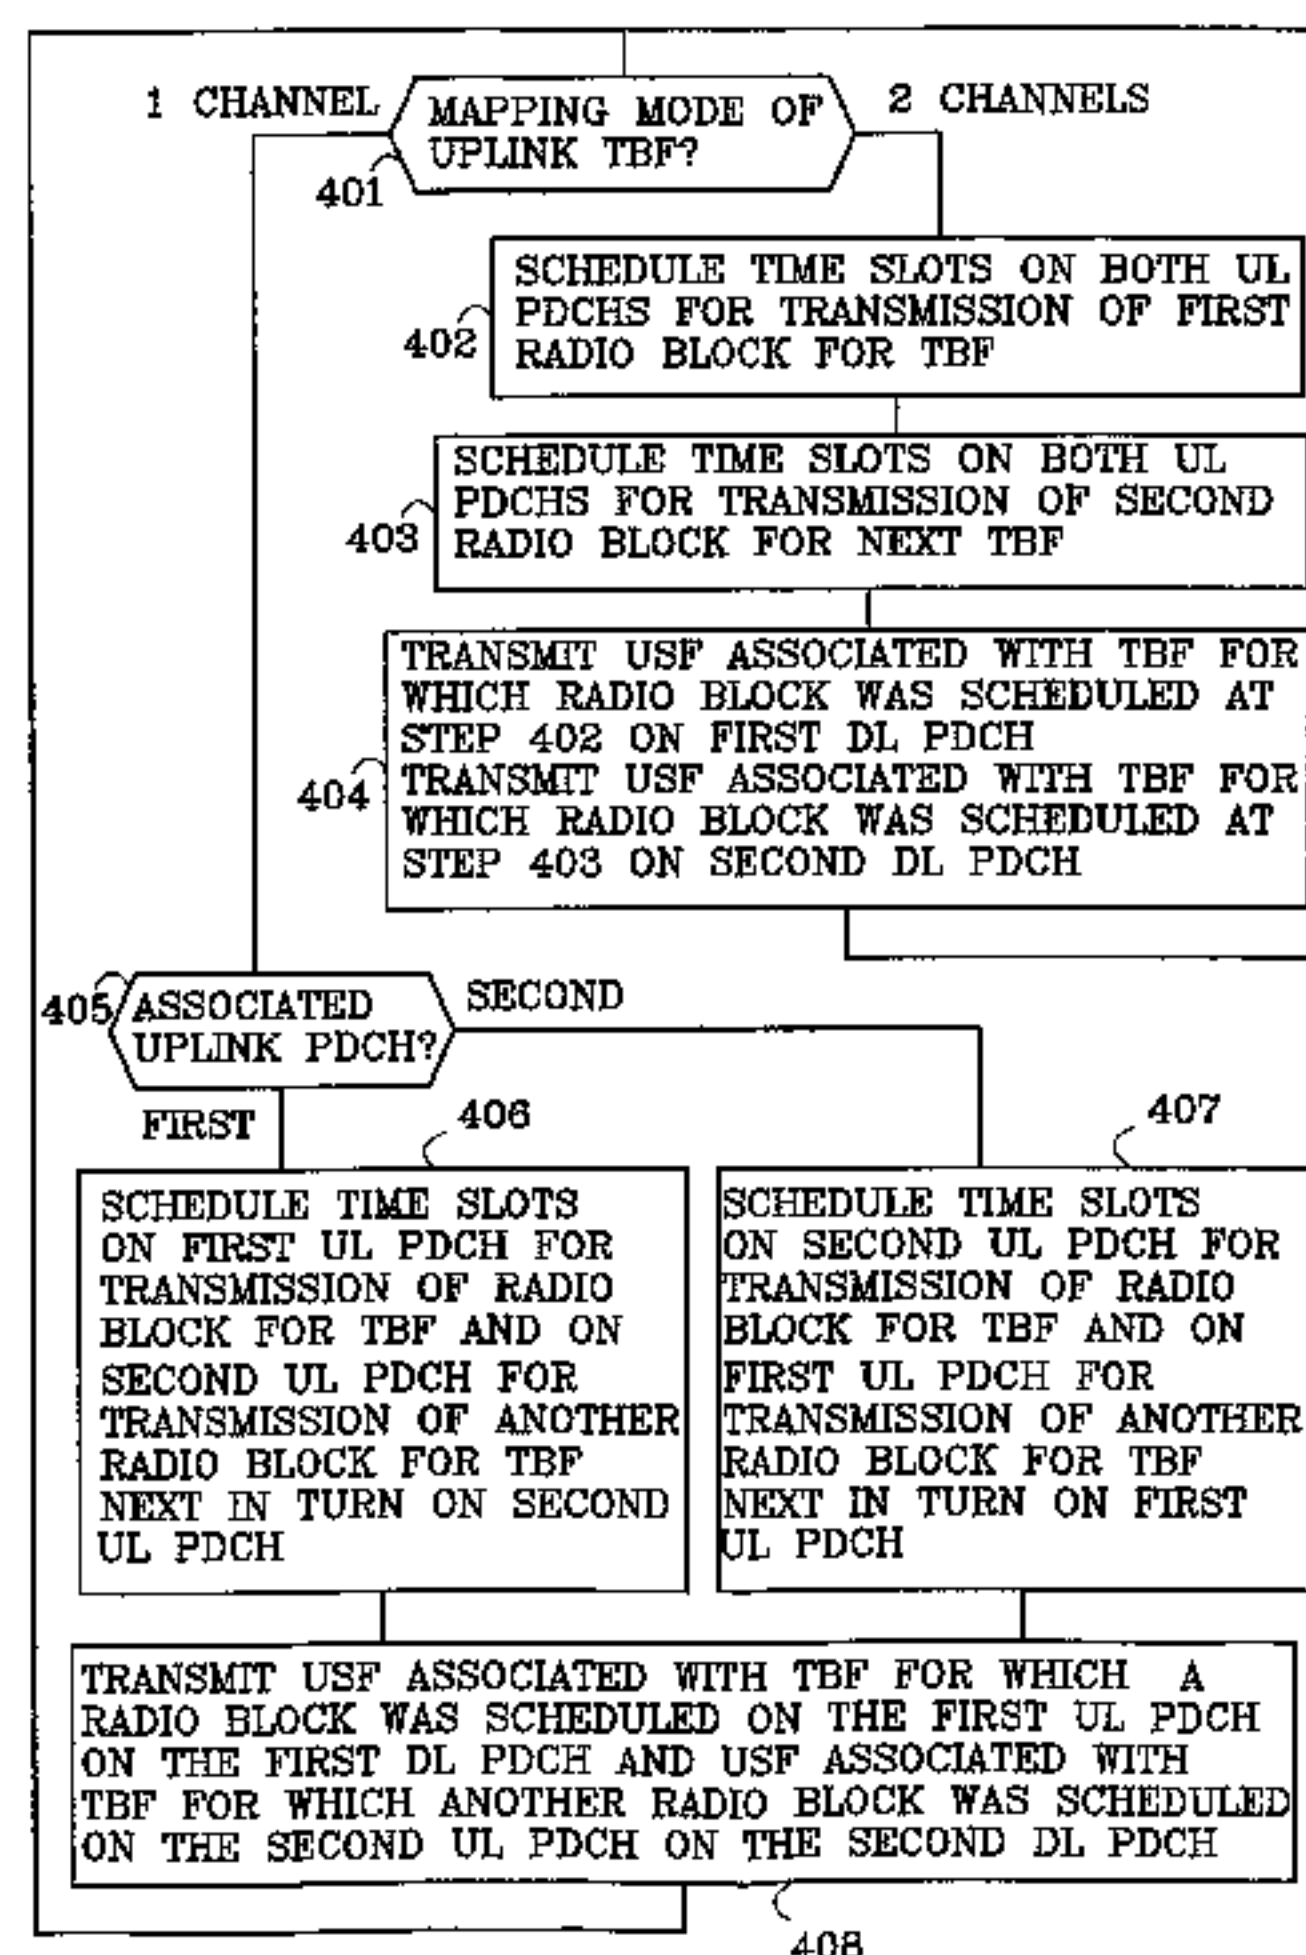 1 CHANNEL
MAPPING MODE OF
UPLINK TBF?
2 CHANNELS
401
SCHEDULE TIME SLOTS ON BOTH UL
PDCHS FOR TRANSMISSION OF FIRST
RADIO BLOCK FOR TBF
402
SCHEDULE TIME SLOTS ON BOTH UL
PDCHS FOR TRANSMISSION OF SECOND
RADIO BLOCK FOR NEXT TBF
403
TRANSMIT USF ASSOCIATED WITH TBF FOR
WHICH RADIO BLOCK WAS SCHEDULED AT
STEP 402 ON FIRST DL PDCH
TRANSMIT USF ASSOCIATED WITH TBF FOR
WHICH RADIO BLOCK WAS SCHEDULED AT
STEP 403 ON SECOND DL PDCH
404
405
ASSOCIATED
UPLINK PDCH?
SECOND
FIRST
406
SCHEDULE TIME SLOTS
ON FIRST UL PDCH FOR
TRANSMISSION OF RADIO
BLOCK FOR TBF AND ON
SECOND UL PDCH FOR
TRANSMISSION OF ANOTHER
RADIO BLOCK FOR TBF
NEXT IN TURN ON SECOND
UL PDCH
407
SCHEDULE TIME SLOTS
ON SECOND UL PDCH FOR
TRANSMISSION OF RADIO
BLOCK FOR TBF AND ON
FIRST UL PDCH FOR
TRANSMISSION OF ANOTHER
RADIO BLOCK FOR TBF
NEXT IN TURN ON FIRST
UL PDCH
TRANSMIT USF ASSOCIATED WITH TBF FOR WHICH A
RADIO BLOCK WAS SCHEDULED ON THE FIRST UL PDCH
ON THE FIRST DL PDCH AND USF ASSOCIATED WITH
TBF FOR WHICH ANOTHER RADIO BLOCK WAS SCHEDULED
ON THE SECOND UL PDCH ON THE SECOND DL PDCH
408